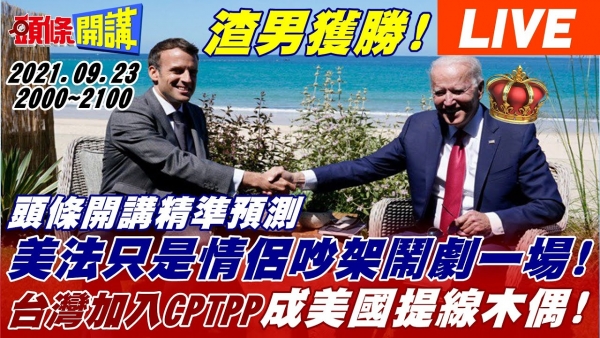 頭條開講
渣男獲勝!
LIVE
2021.09.23
2000~2100
頭條開講精準預測
美法只是情侶吵架鬧劇一場!
台灣加入CPTPP成美國提線木偶!